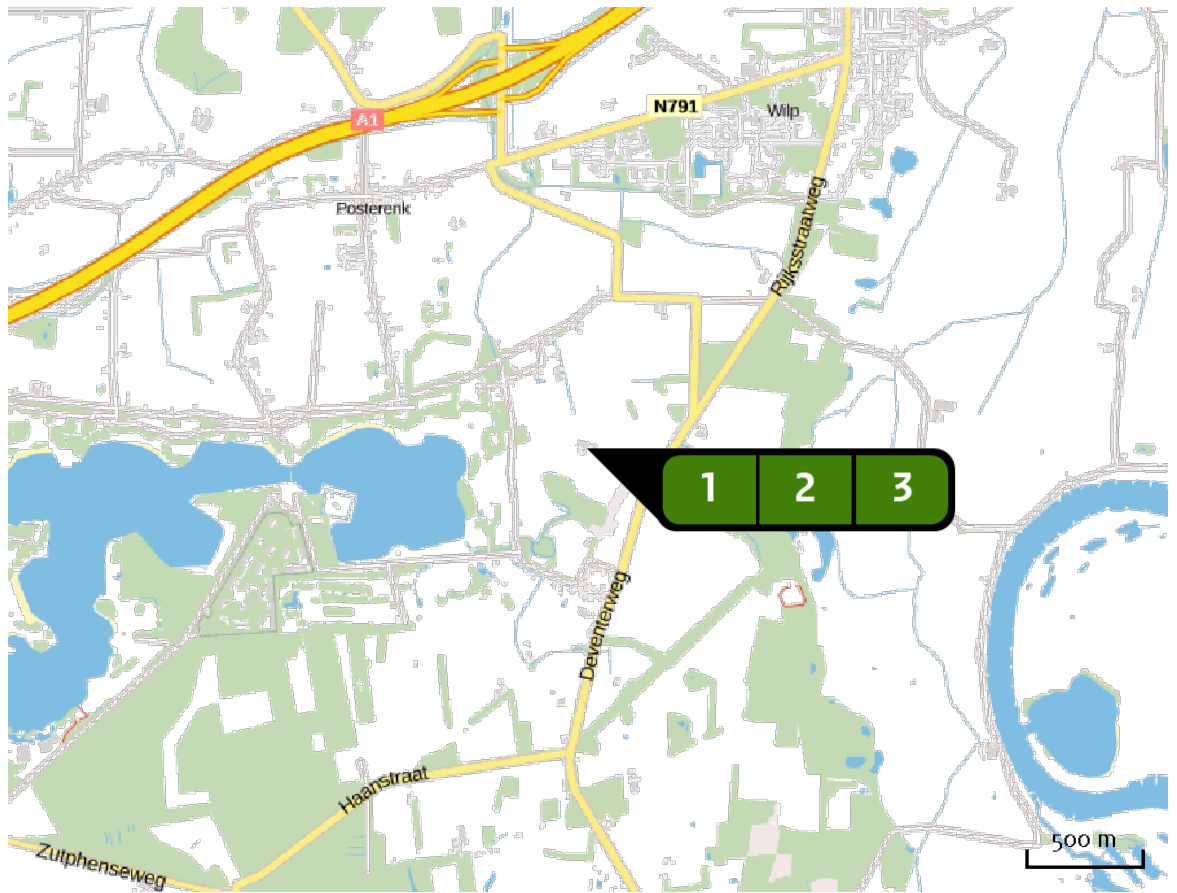 N791
Wilp
A1
Rijksstraatweg
Posterenk
1 2 3
Deventerweg
Haanstraat
500 m
Zutphenseweg